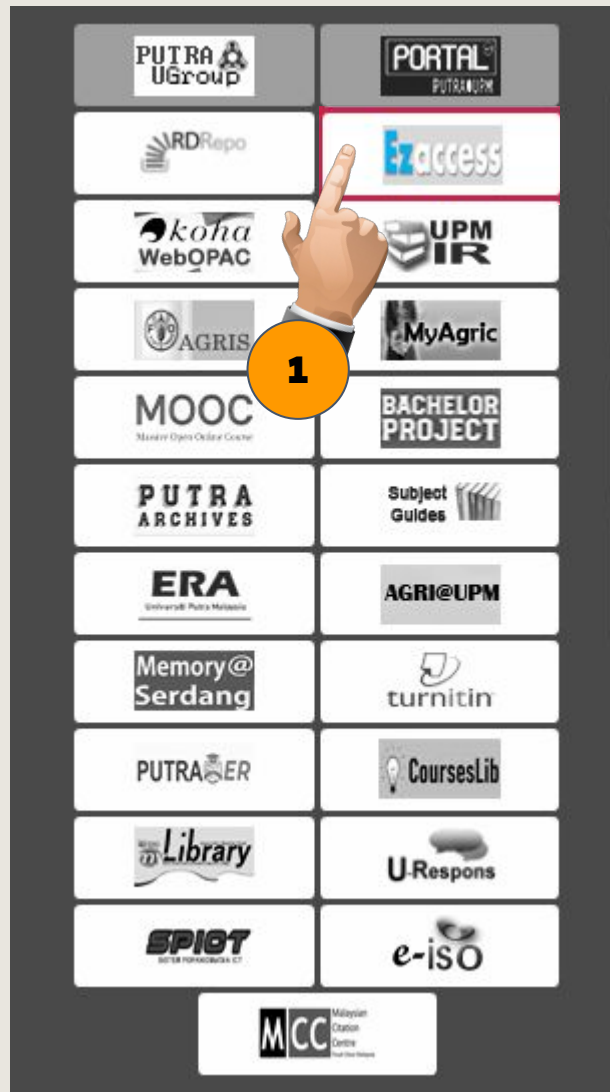 PUTRA
UGroup
PORTAL
PUTRA@UPM
RDRepo
Ezaccess
koha
WebOPAC
UPM
IR
AGRIS
MyAgric
1
MOOC
Massive Open Online Course
BACHELOR
PROJECT
PUTRA
ARCHIVES
Subject
Guides
ERA
Universiti Putra Malaysia
AGRI@UPM
Memory@
Serdang
turnitin
PUTRA ER
CoursesLib
Library
U-Respons
SPIOT
e-iso
MCC
Malaysian
Citation
Centre